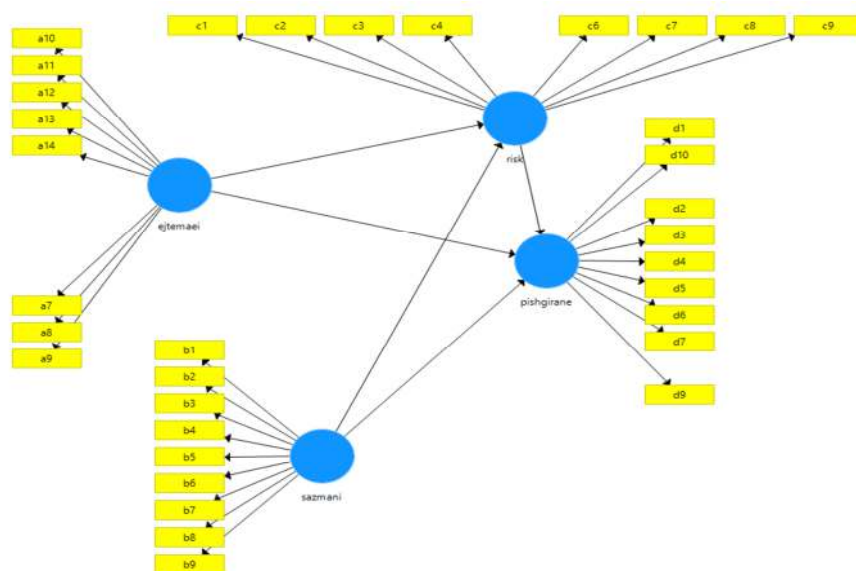 c1
c2
c3
c4
c6
c7
c8
c9
a10
a11
a12
a13
a14
risk
ejtemaei
d1
d10
d2
d3
d4
d5
d6
d7
d9
pishgirane
a7
a8
a9
b1
b2
b3
b4
b5
b6
b7
b8
b9
sazmani